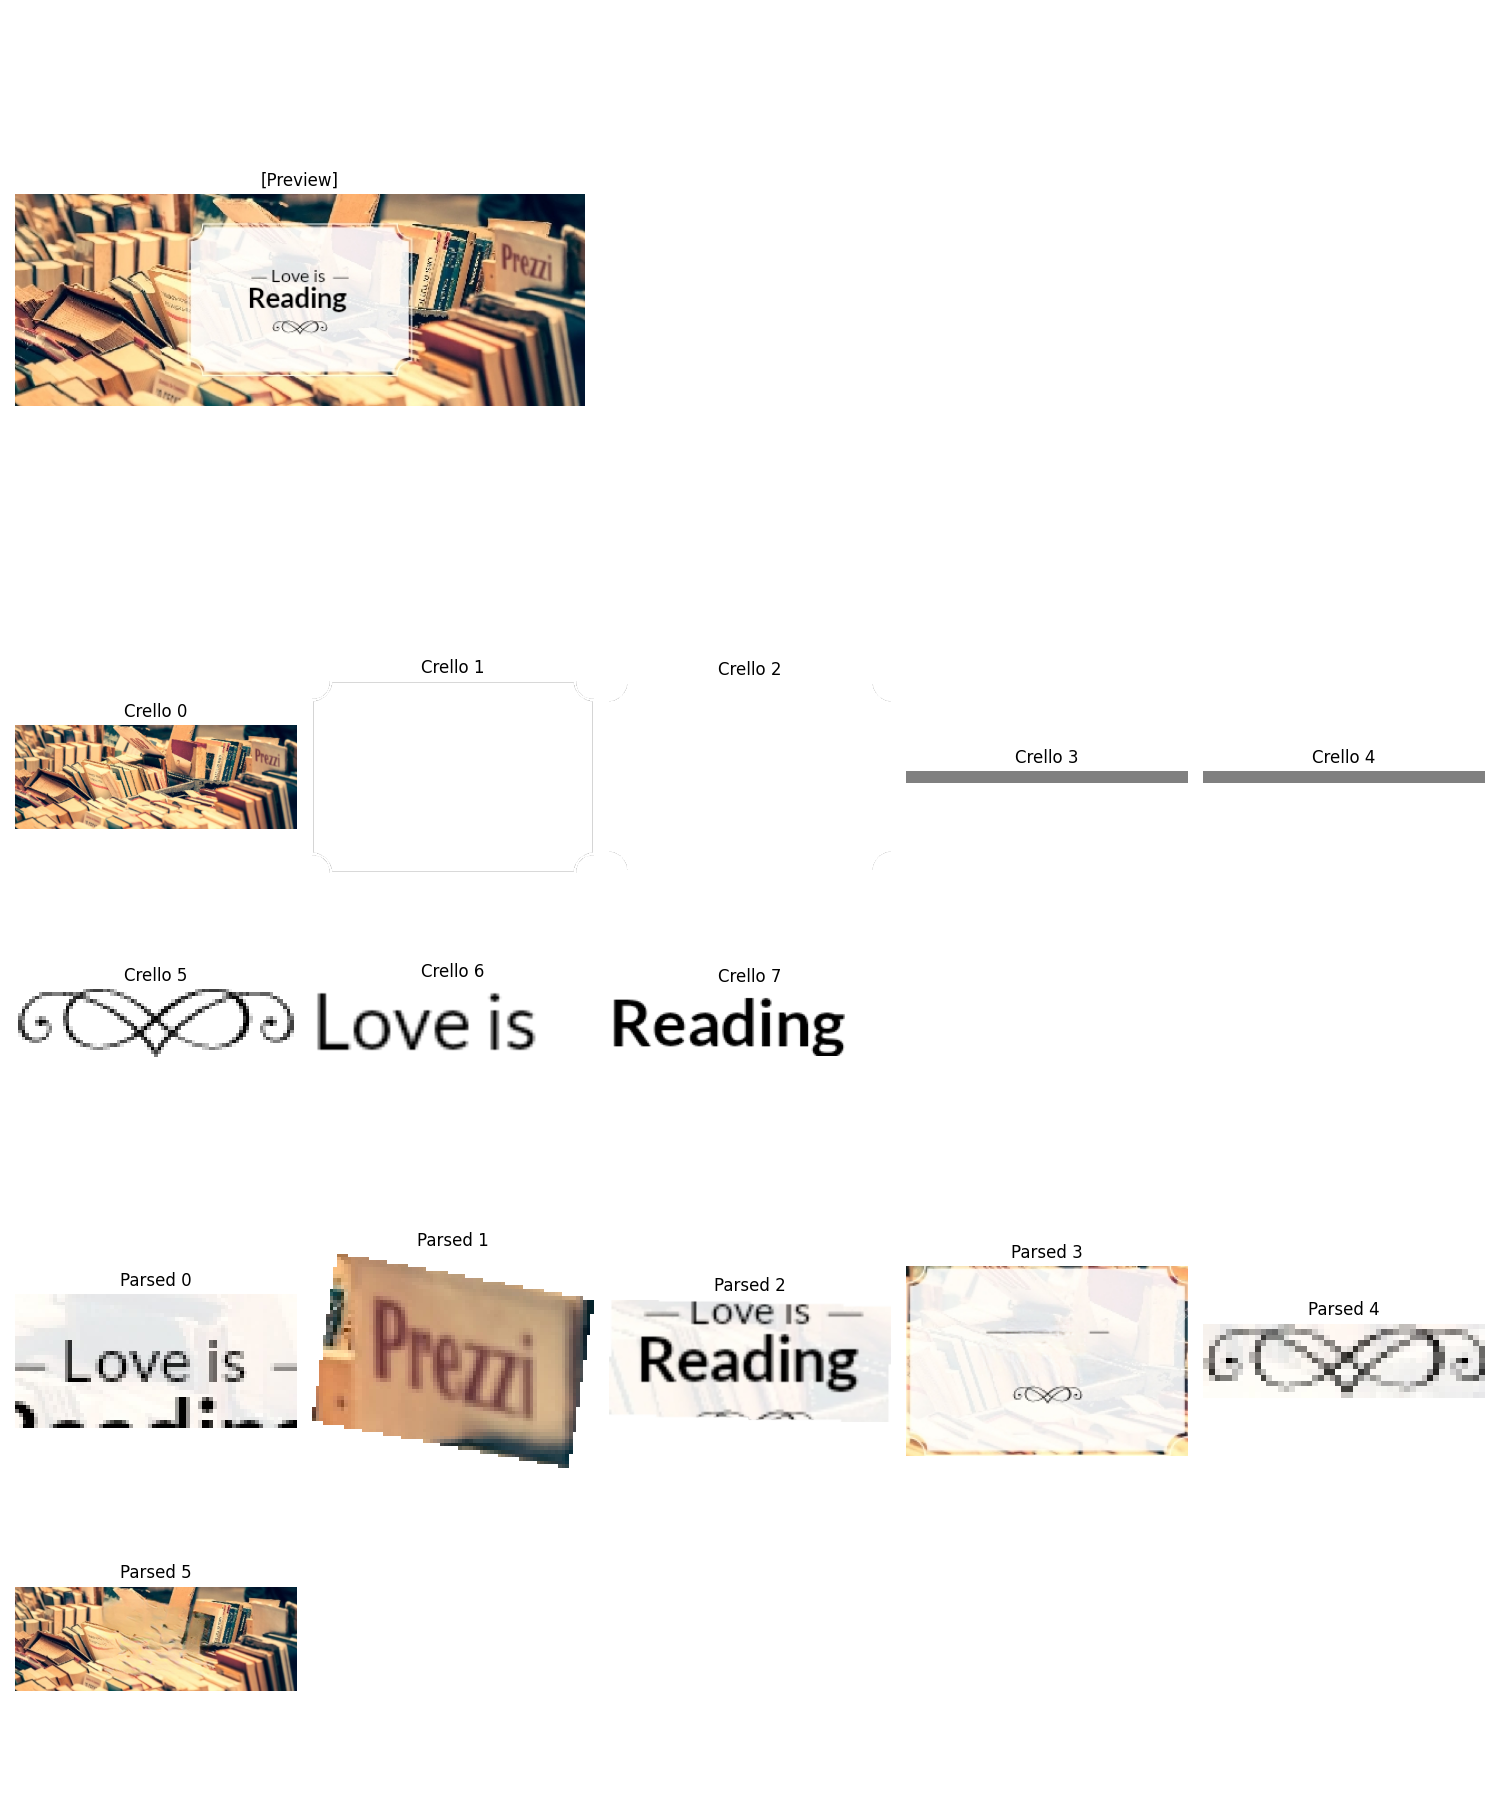 [Preview]
— Love is —
Reading
Prezzi
Crello 0
Crello 1
Crello 2
Crello 3
Crello 4
Prezzi
Crello 5
Crello 6
Crello 7
Love is
Reading
Parsed 0
Parsed 1
Parsed 2
Parsed 3
Parsed 4
— Love is —
Reading
Prezzi
— Love is —
Reading
Parsed 5